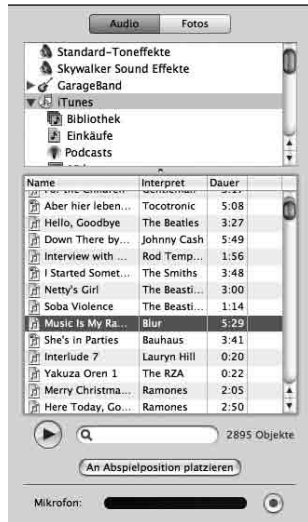 Audio Fotos
Standard-Toneffekte
Skywalker Sound Effekte
GarageBand
iTunes
Bibliothek
Einkäufe
Podcasts
Name Interpret Dauer
For the Children Gentleman
Aber hier leben... Tocotronic 5:08
Hello, Goodbye The Beatles 3:27
Down There by... Johnny Cash 5:49
Interview with ... Rod Temp... 1:56
I Started Somet... The Smiths 3:48
Netty's Girl The Beasti... 3:00
Soba Violence The Beasti... 1:14
Music Is My Ra... Blur 5:29
She's in Parties Bauhaus 3:41
Interlude 7 Lauryn Hill 0:20
Yakuza Oren 1 The RZA 0:22
Merry Christma... Ramones 2:05
Here Today, Go... Ramones 2:50
2895 Objekte
An Abspielposition platzieren
Mikrofon: